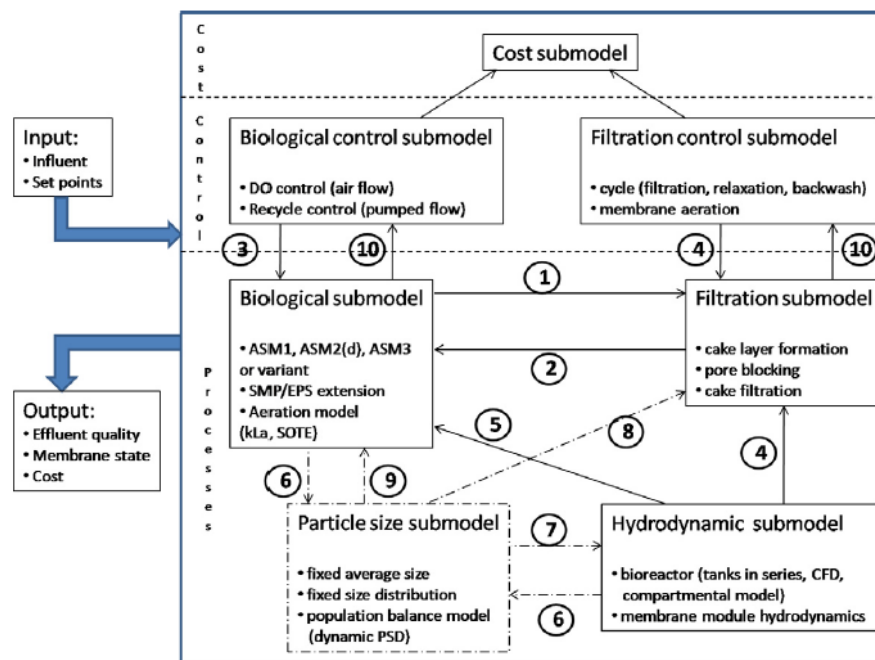 Cost
Cost submodel
Control
Input:
• Influent
• Set points
Biological control submodel
• DO control (air flow)
• Recycle control (pumped flow)
Filtration control submodel
• cycle (filtration, relaxation, backwash)
• membrane aeration
3
10
4
10
Processes
Biological submodel
• ASM1, ASM2(d), ASM3
or variant
• SMP/EPS extension
• Aeration model
(kLa, SOTE)
1
2
Filtration submodel
• cake layer formation
• pore blocking
• cake filtration
Output:
• Effluent quality
• Membrane state
• Cost
5
8
4
6
9
Particle size submodel
• fixed average size
• fixed size distribution
• population balance model
(dynamic PSD)
7
6
Hydrodynamic submodel
• bioreactor (tanks in series, CFD,
compartmental model)
• membrane module hydrodynamics